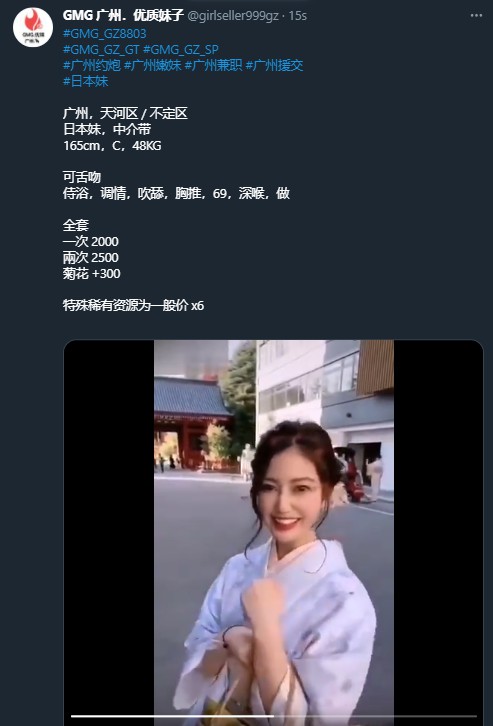 GMG 广州．优质妹子 @girlseller999gz · 15s
#GMG_GZ8803
#GMG_GZ_GT #GMG_GZ_SP
#广州约炮 #广州嫩妹 #广州兼职 #广州援交
#日本妹
广州，天河区 / 不定区
日本妹，中介带
165cm，C，48KG
可舌吻
侍浴，调情，吹舔，胸推，69，深喉，做
全套
一次 2000
兩次 2500
菊花 +300
特殊稀有资源为一般价 x6